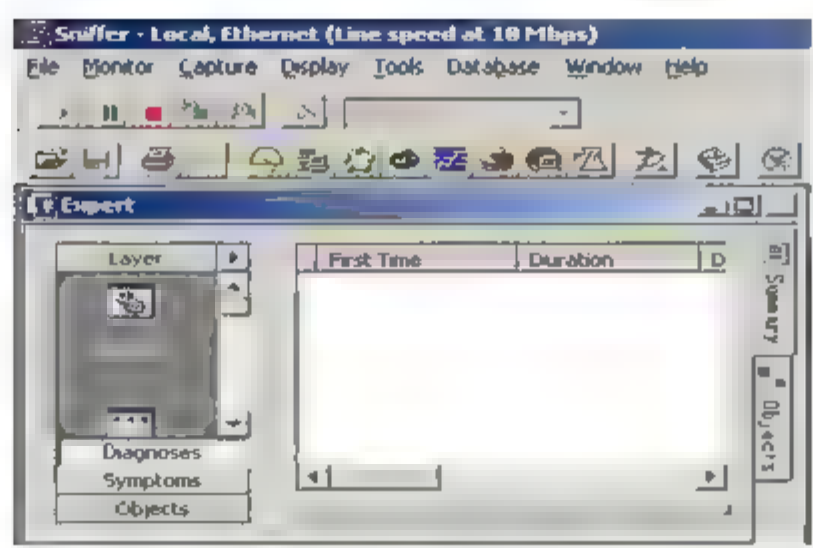 Sniffer - Local, Ethernet (Line speed at 10 Mbps)
File Monitor Capture Display Tools Database Window Help
Expert
Layer
First Time Duration D
Summary
Objects
Diagnoses
Symptoms
Objects